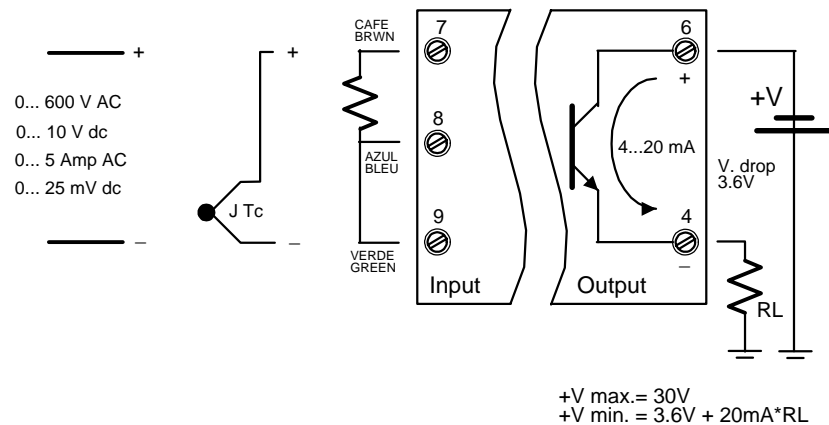 +
0... 600 V AC
0... 10 V dc
0... 5 Amp AC
0... 25 mV dc
–
+
J Tc
–
CAFE
BRWN
AZUL
BLEU
VERDE
GREEN
7
8
9
Input
6
+
4...20 mA
4
–
Output
+V
V. drop
3.6V
RL
+V max.= 30V
+V min. = 3.6V + 20mA*RL